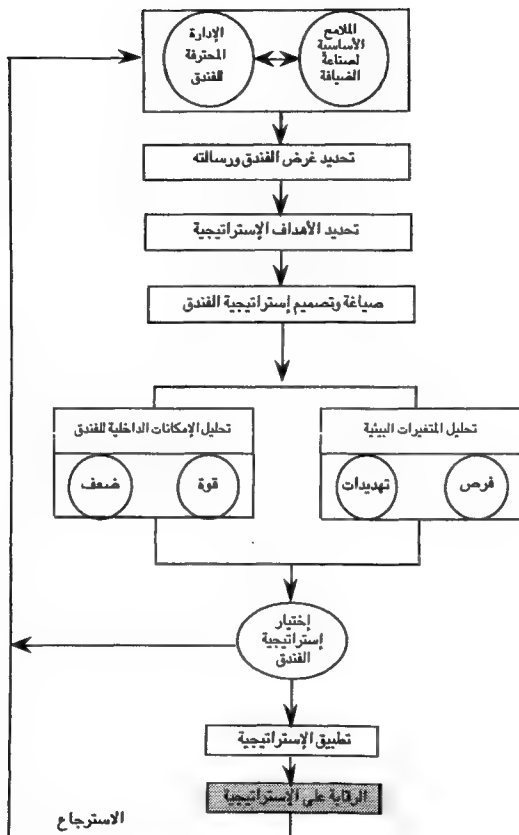 الملامح
الأساسية
لصناعة
الضيافة
الإدارة
المحترفة
للفندق
تحديد غرض الفندق ورسالته
تحديد الأهداف الإستراتيجية
صياغة وتصميم إستراتيجية الفندق
تحليل المتغيرات البيئية
فرص
تهديدات
تحليل الإمكانات الداخلية للفندق
قوة
ضعف
إختيار
إستراتيجية
الفندق
تطبيق الإستراتيجية
الرقابة على الإستراتيجية
الاسترجاع